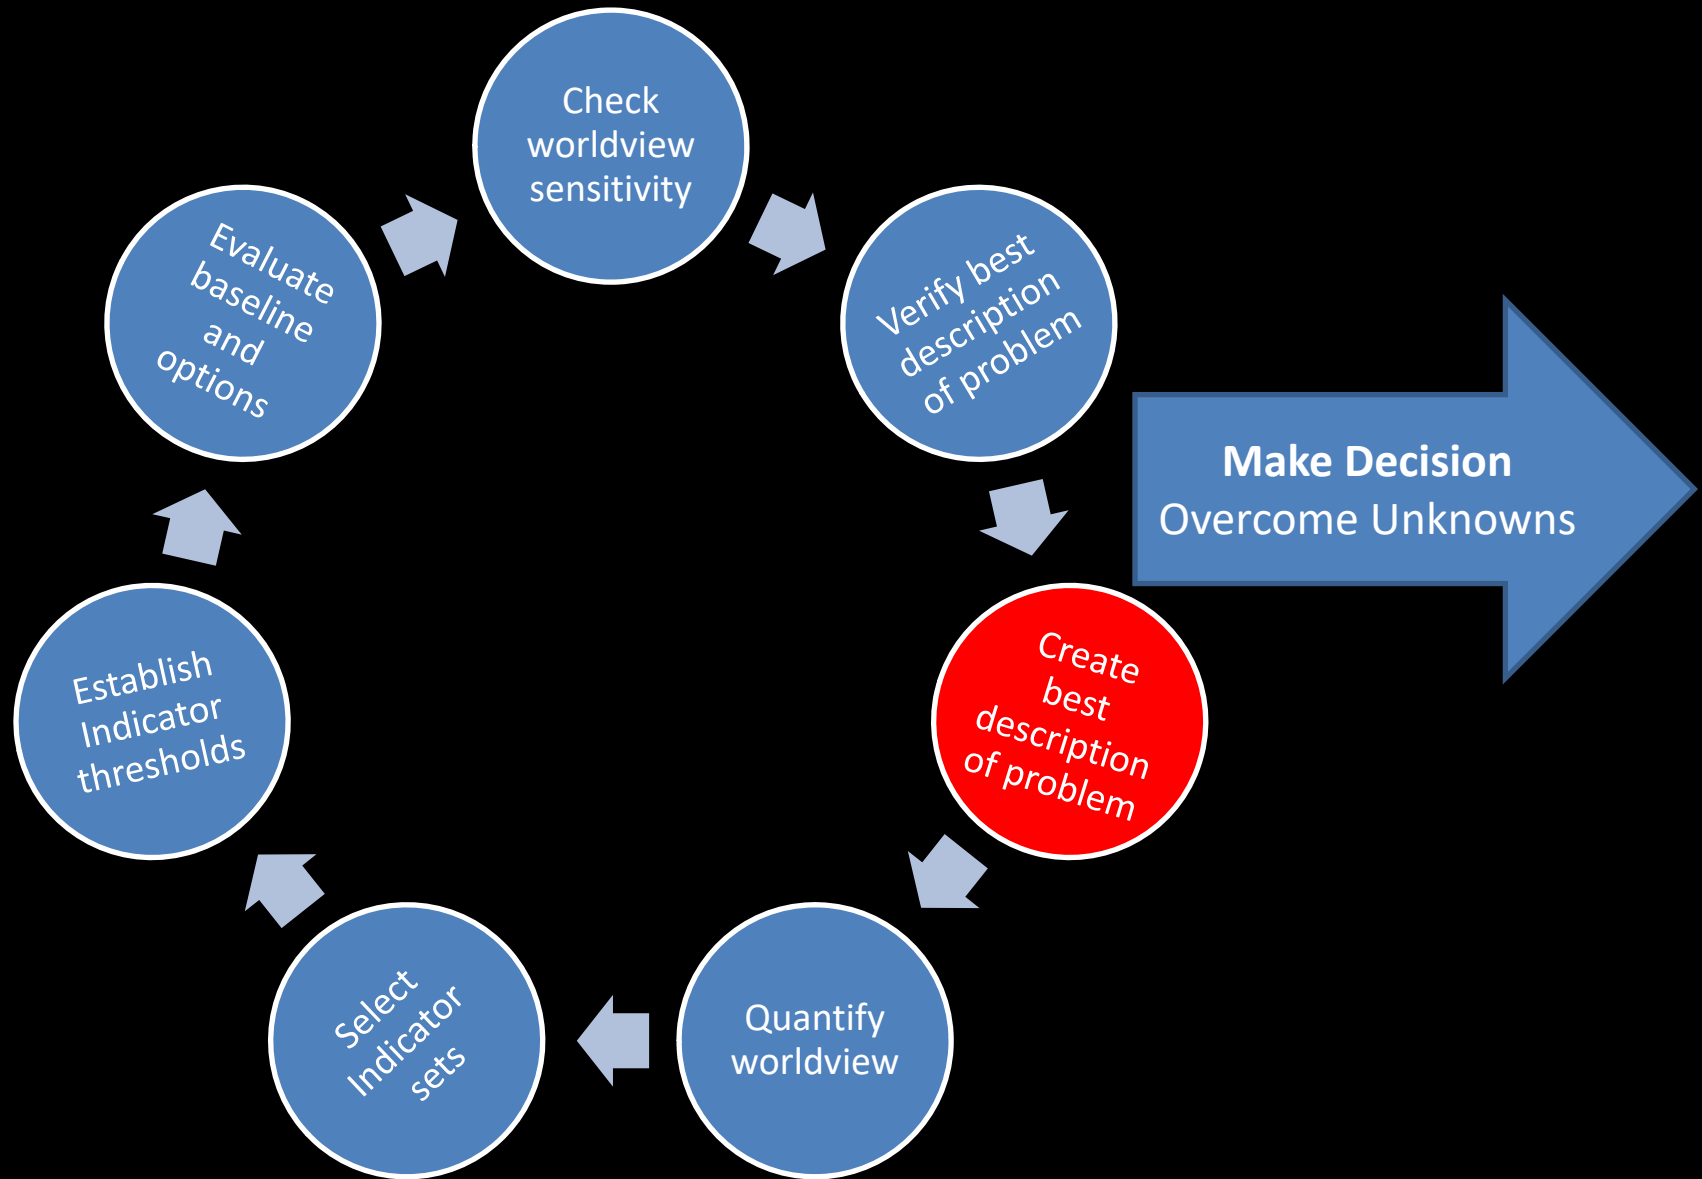 Check
worldview
sensitivity
Verify best
description
of problem
Make Decision
Overcome Unknowns
Create
best
description
of problem
Quantify
worldview
Select
Indicator
sets
Establish
Indicator
thresholds
Evaluate
baseline
and
options